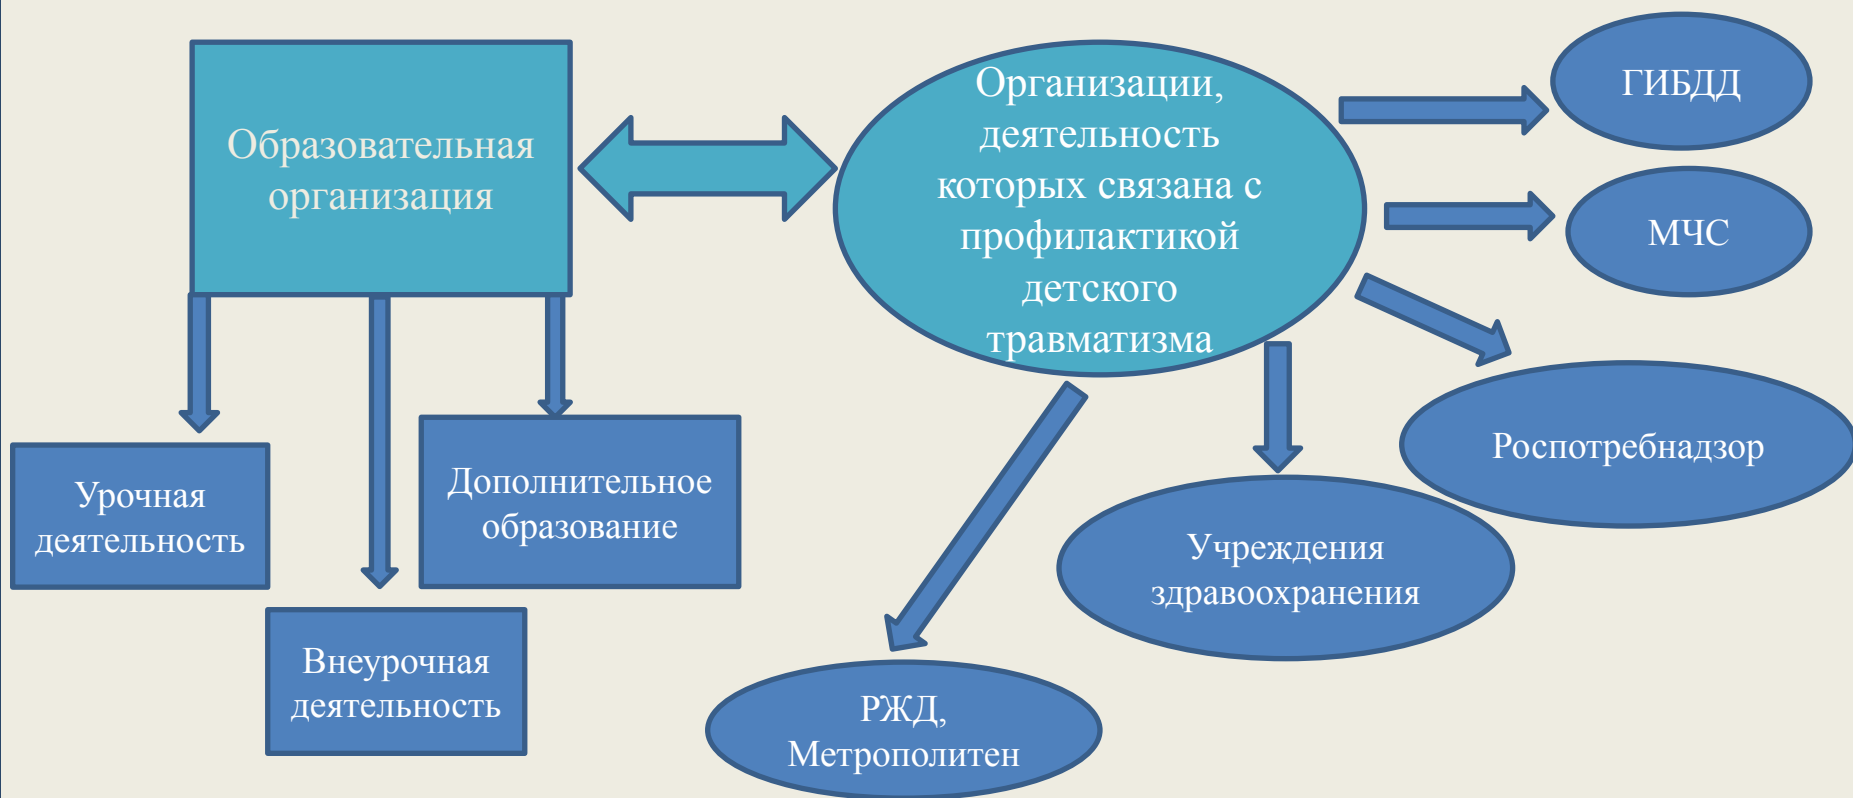 Образовательная
организация
Организации,
деятельность
которых связана с
профилактикой
детского
травматизма
ГИБДД
МЧС
Роспотребнадзор
Учреждения
здравоохранения
РЖД,
Метрополитен
Урочная
деятельность
Внеурочная
деятельность
Дополнительное
образование